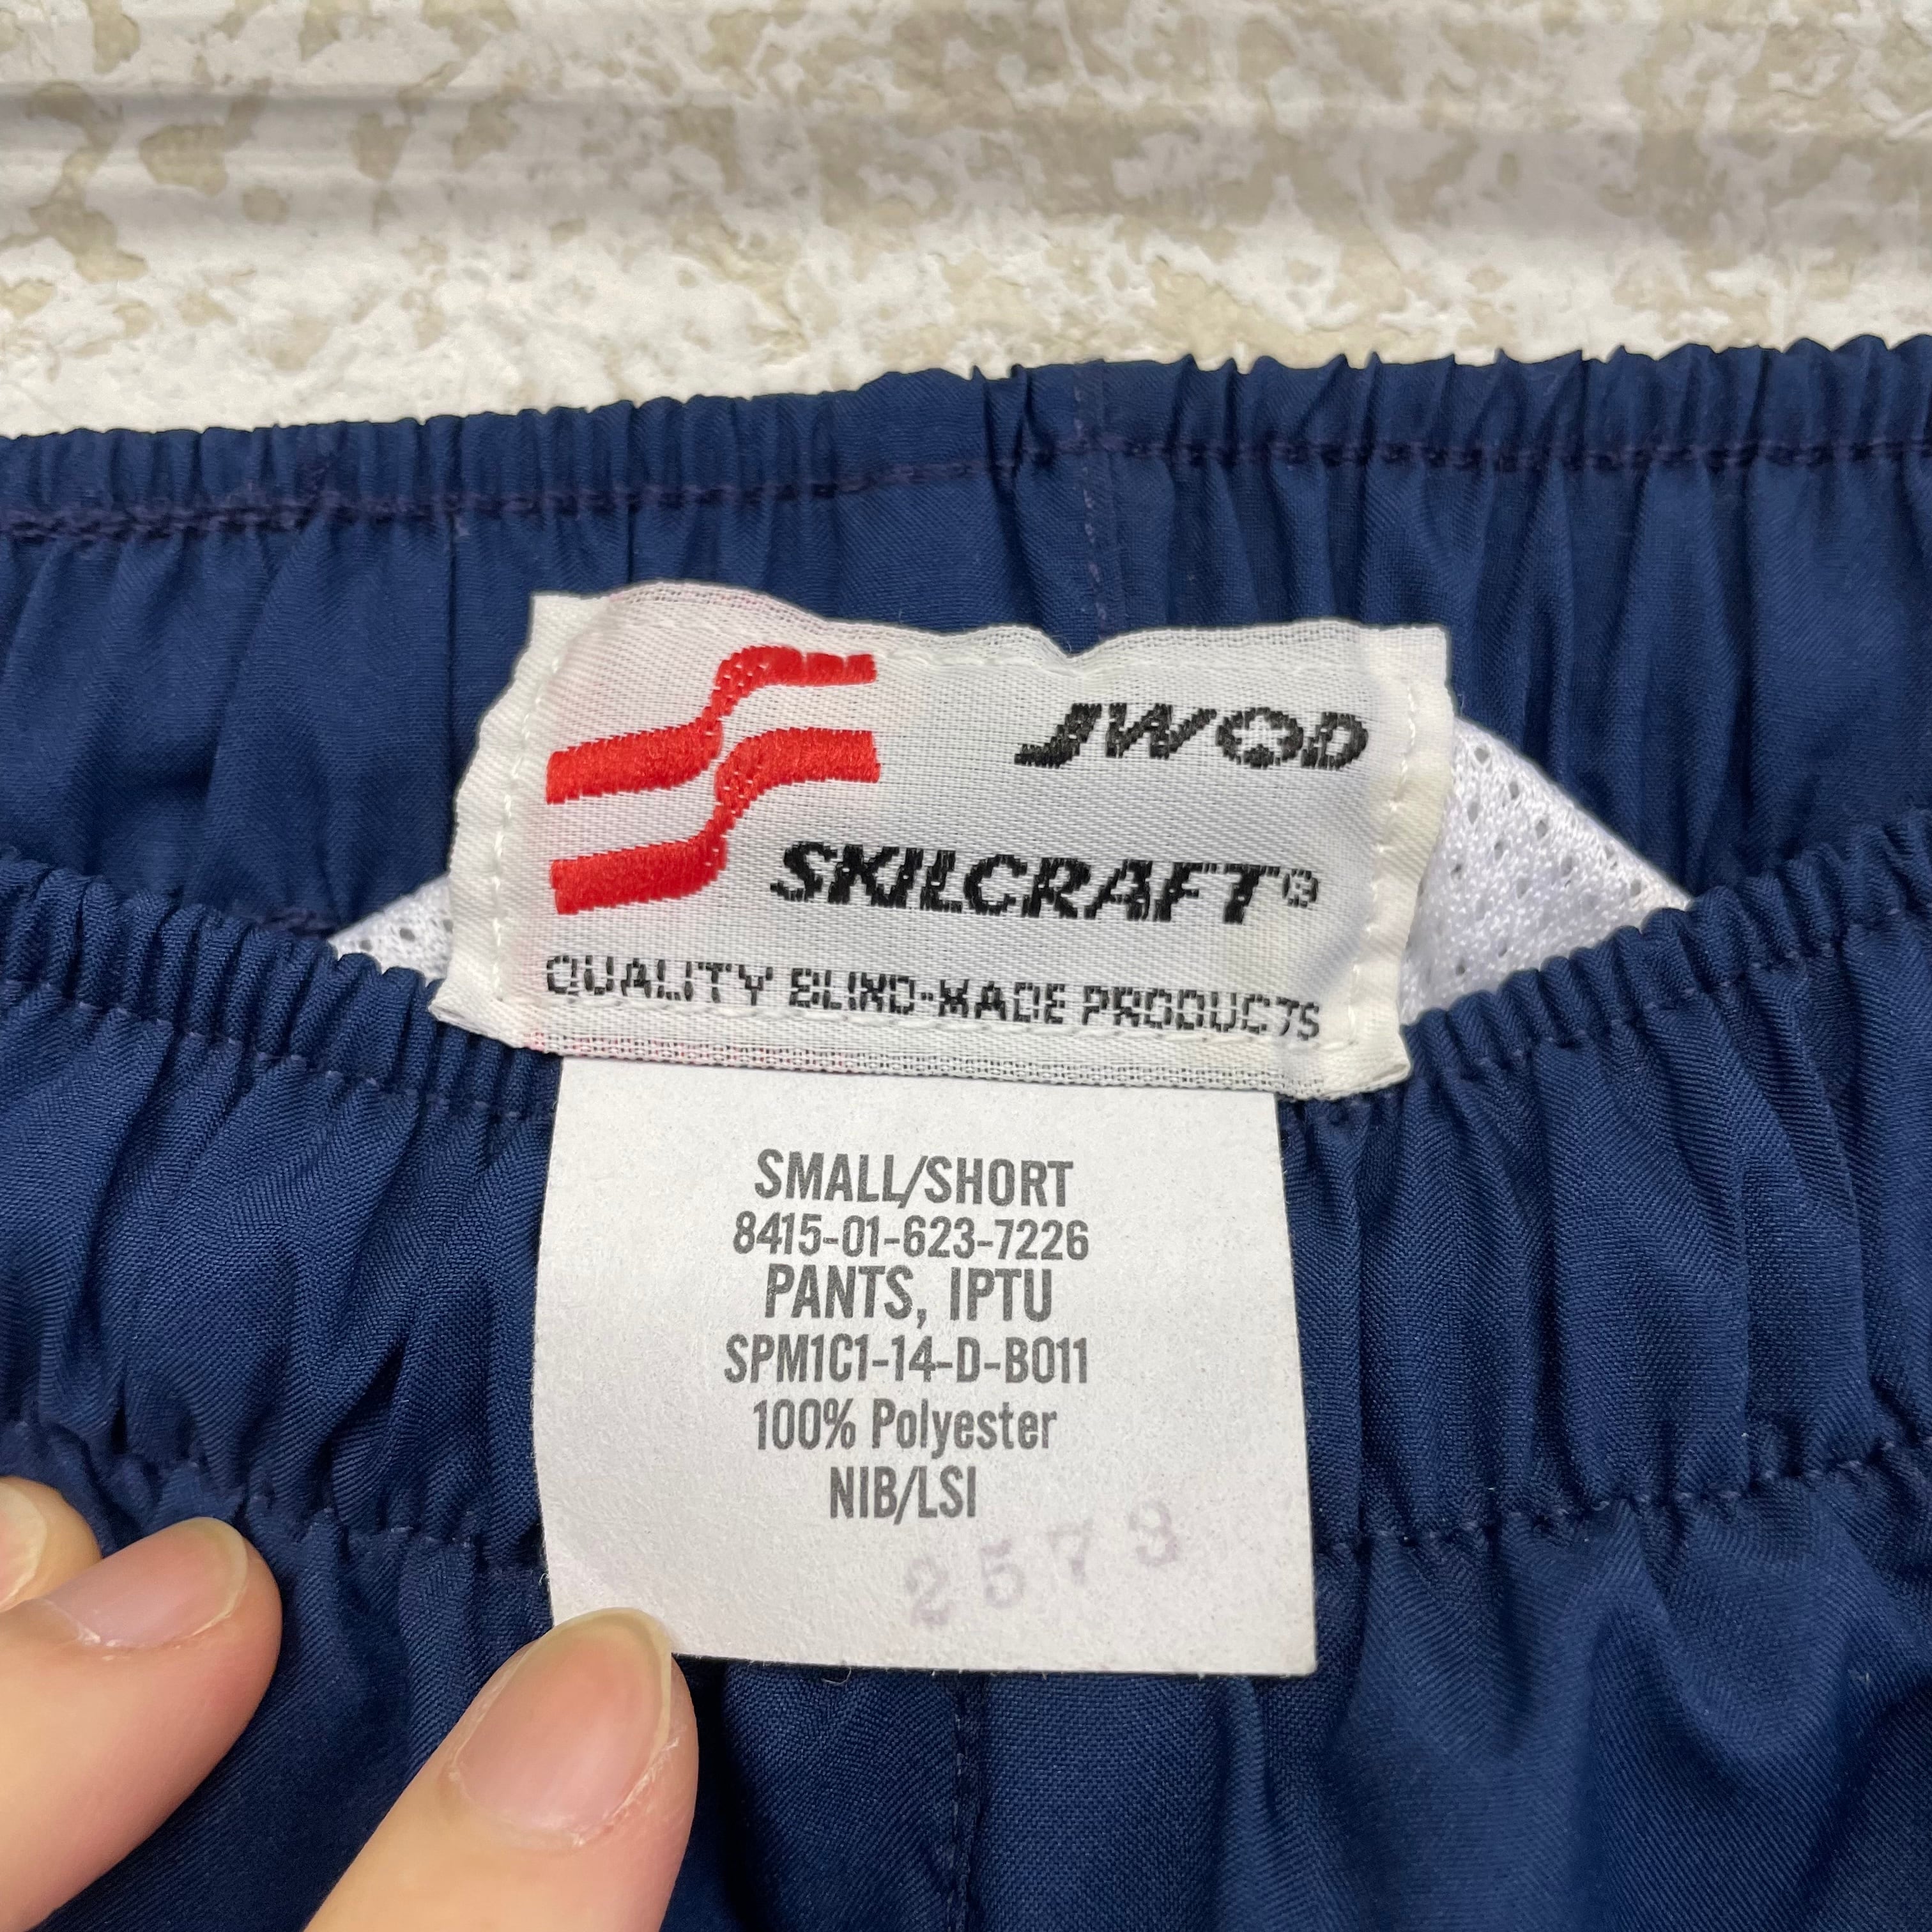 JWOD
SKILCRAFT®
QUALITY BLIND-MADE PRODUCTS
SMALL/SHORT
8415-01-623-7226
PANTS, IPTU
SPM1C1-14-D-B011
100% Polyester
NIB/LSI
2573